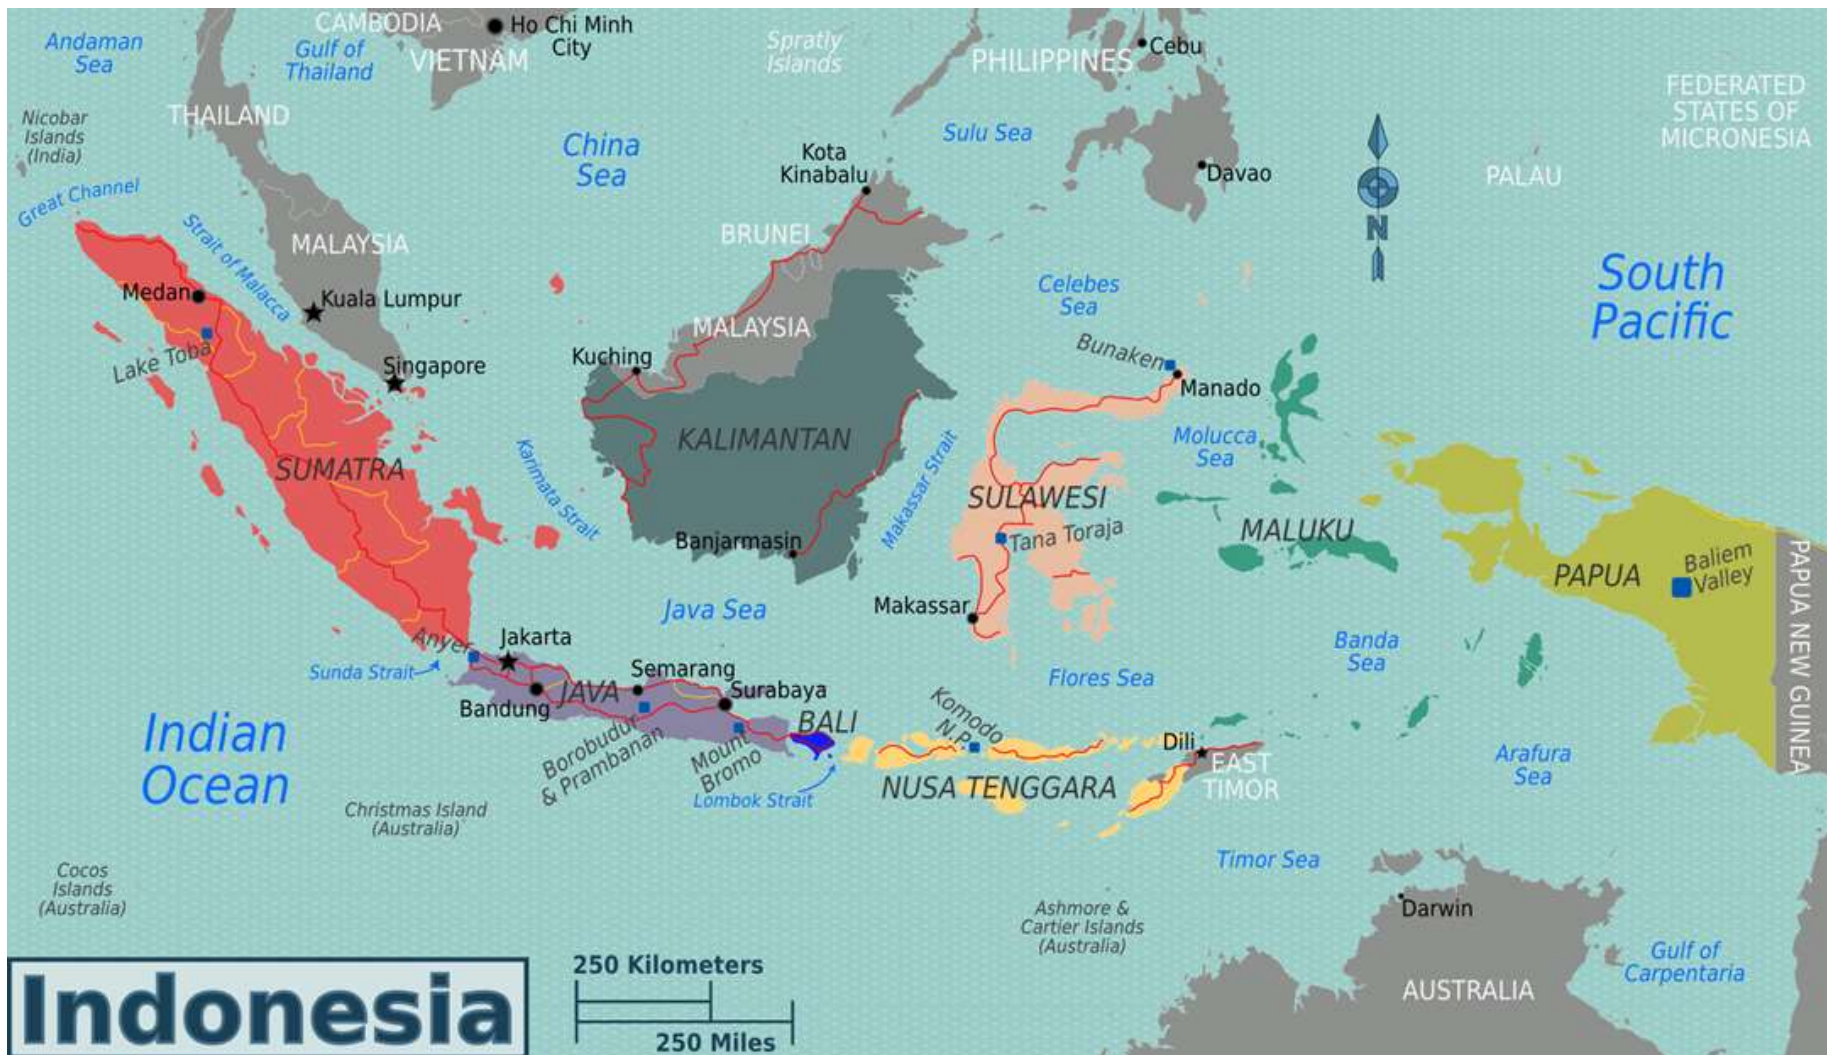 CAMBODIA
Ho Chi Minh
City
Andaman
Sea
Gulf of
Thailand
VIETNAM
Spratly
Islands
PHILIPPINES
Cebu
FEDERATED
STATES OF
MICRONESIA
THAILAND
Nicobar
Islands
(India)
China
Sea
Sulu Sea
Kota
Kinabalu
Davao
PALAU
Great Channel
Strait of Malacca
MALAYSIA
BRUNEI
N
South
Pacific
Celebes
Sea
Medan
Kuala Lumpur
MALAYSIA
Lake Toba
Singapore
Kuching
Bunaken
Manado
SUMATRA
Karimata Strait
KALIMANTAN
Makassar Strait
Molucca
Sea
SULAWESI
MALUKU
Tana Toraja
Banjarmasin
PAPUA
Baliem
Valley
PAPUA NEW GUINEA
Java Sea
Makassar
Anyer
Jakarta
Sunda Strait
Semarang
Flores Sea
Banda
Sea
JAVA
Surabaya
Bandung
BALI
Komodo
N.P.
Indian
Ocean
Borobudur
& Prambanan
Mount
Bromo
Dili
EAST
TIMOR
Arafura
Sea
Lombok Strait
NUSA TENGGARA
Christmas Island
(Australia)
Cocos
Islands
(Australia)
Timor Sea
Ashmore &
Cartier Islands
(Australia)
Darwin
Gulf of
Carpentaria
AUSTRALIA
Indonesia
250 Kilometers
250 Miles